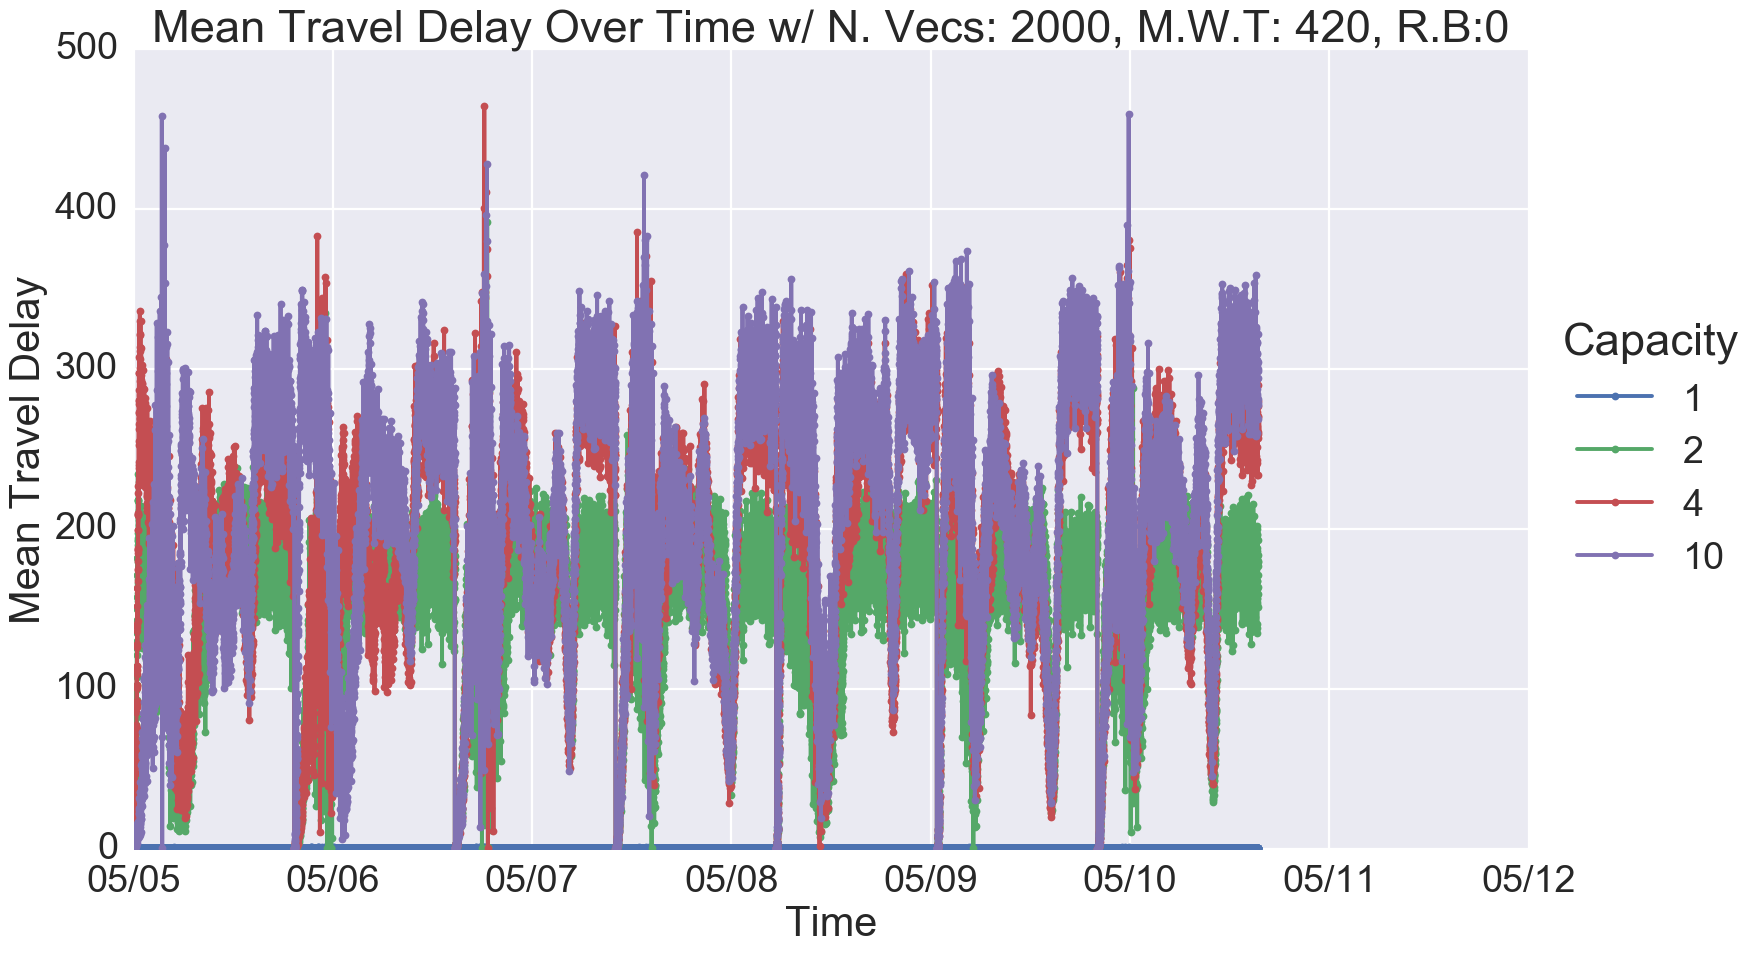 Mean Travel Delay Over Time w/ N. Vecs: 2000, M.W.T: 420, R.B:0
500
400
300
200
100
0
Mean Travel Delay
05/05 05/06 05/07 05/08 05/09 05/10 05/11 05/12
Time
Capacity
1
2
4
10